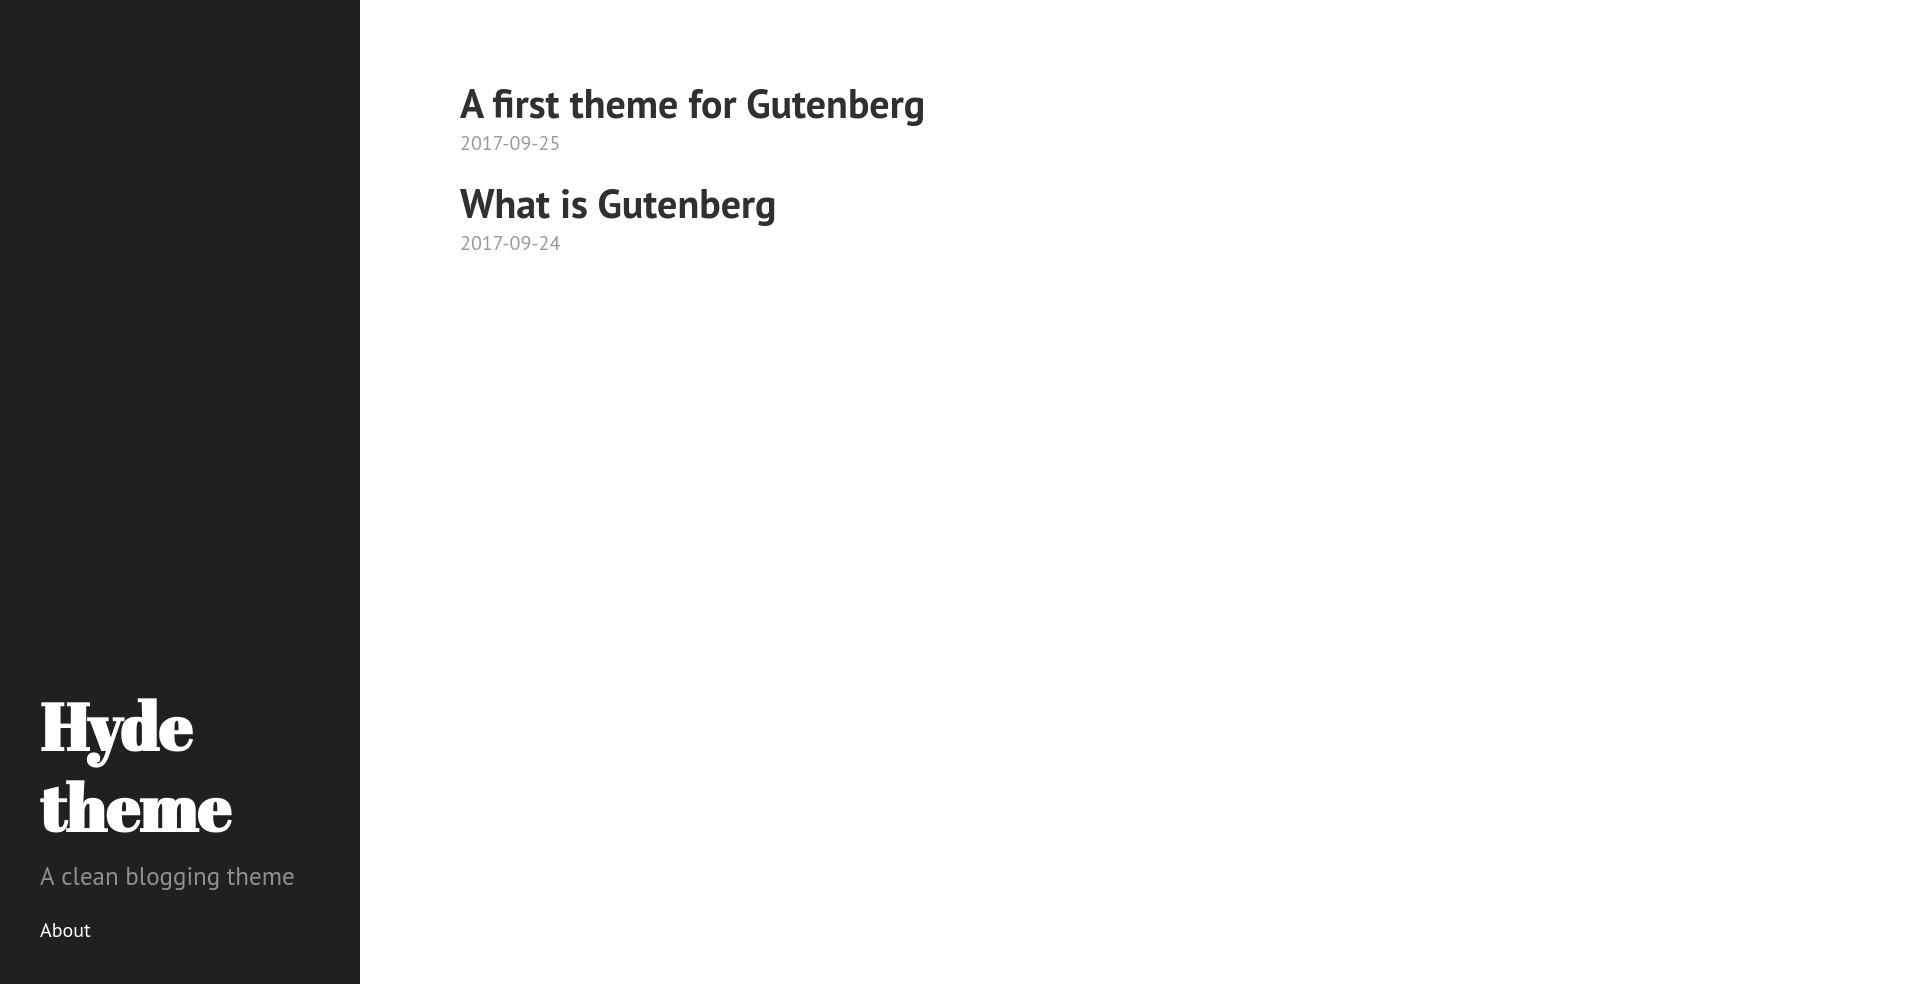 A first theme for Gutenberg
2017-09-25
What is Gutenberg
2017-09-24
Hyde
theme
A clean blogging theme
About